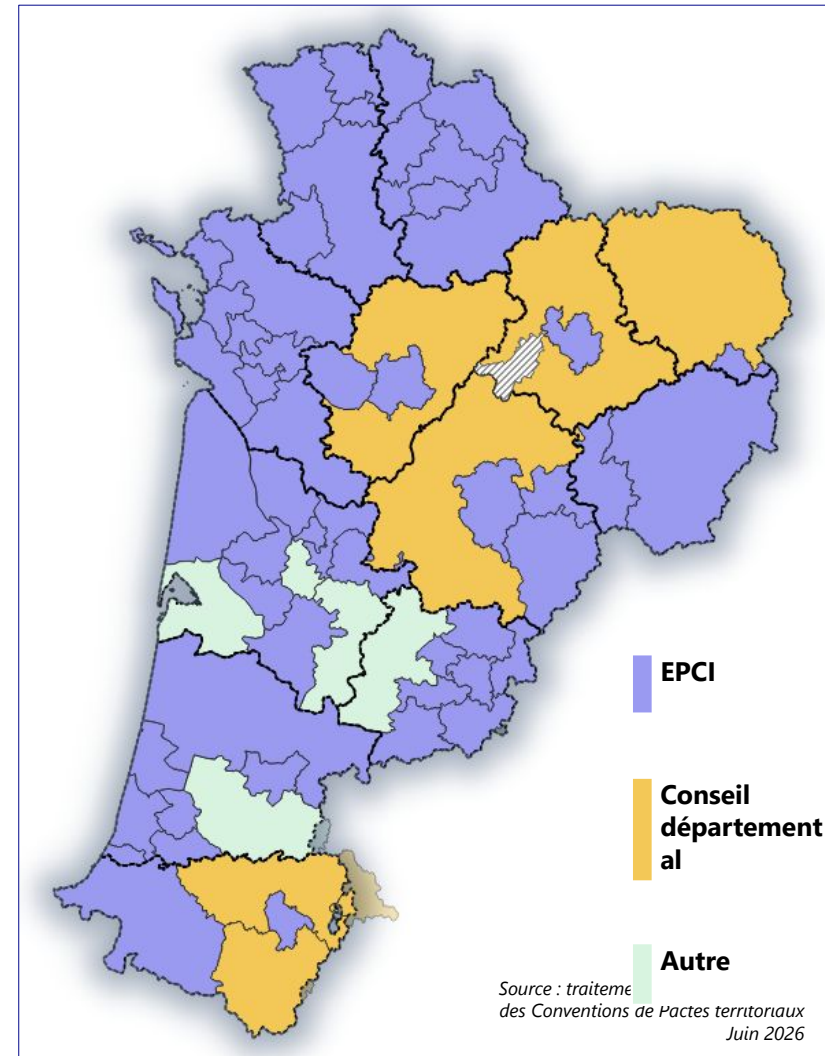 EPCI
Conseil
département
al
Autre
Source : traiteme
des Conventions de Pactes territoriaux
Juin 2026